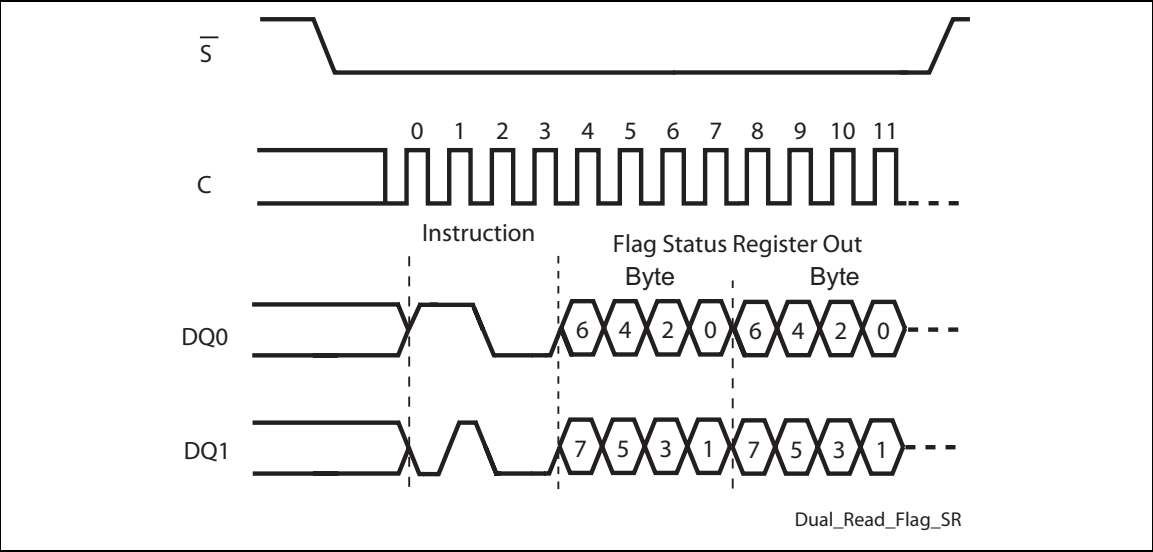 S
0 1 2 3 4 5 6 7 8 9 10 11
C
Instruction
Flag Status Register Out
Byte Byte
DQ0 6 4 2 0 6 4 2 0
DQ1 7 5 3 1 7 5 3 1
Dual_Read_Flag_SR